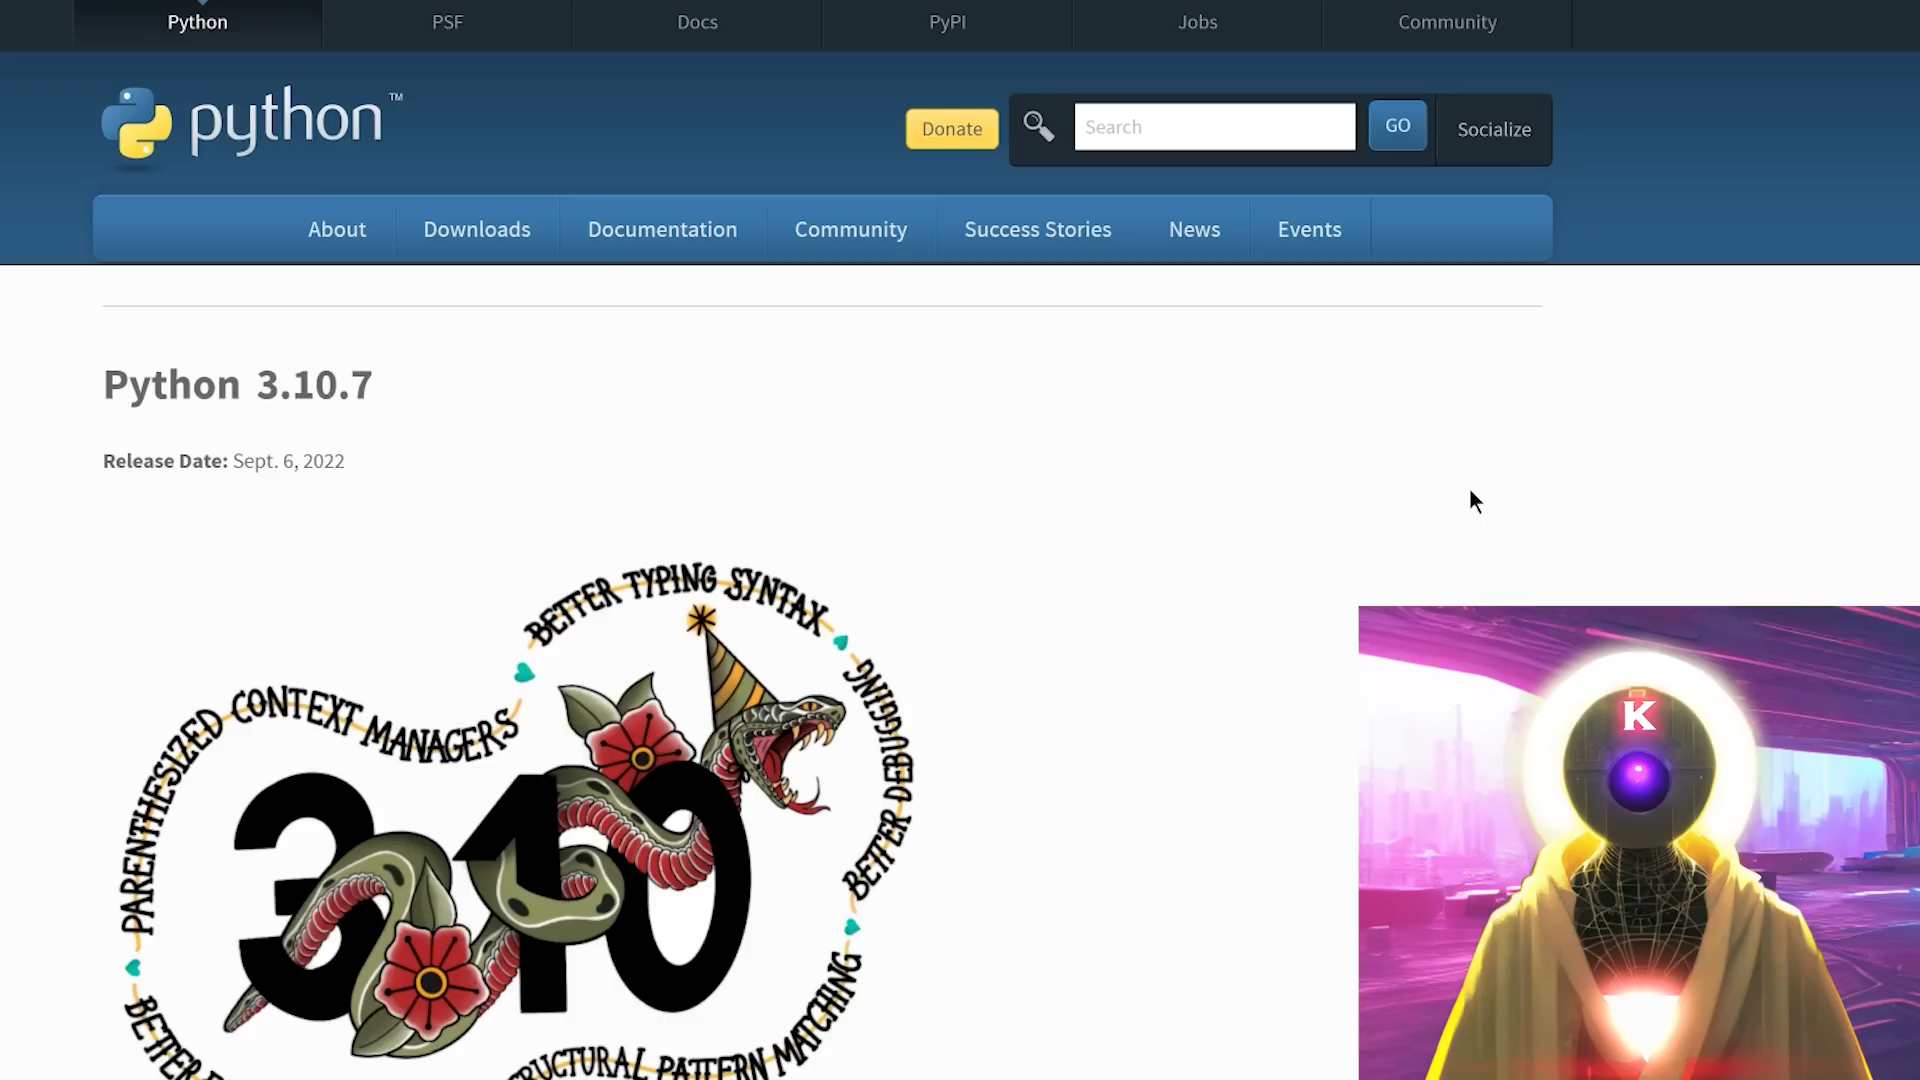 Python PSF Docs PyPI Jobs Community
python™
Donate Search GO Socialize
About Downloads Documentation Community Success Stories News Events
Python 3.10.7
Release Date: Sept. 6, 2022
PARENTHESIZED CONTEXT MANAGERS
BETTER TYPING SYNTAX
BETTER DEBUGGING
PATTERN MATCHING
3.10
K